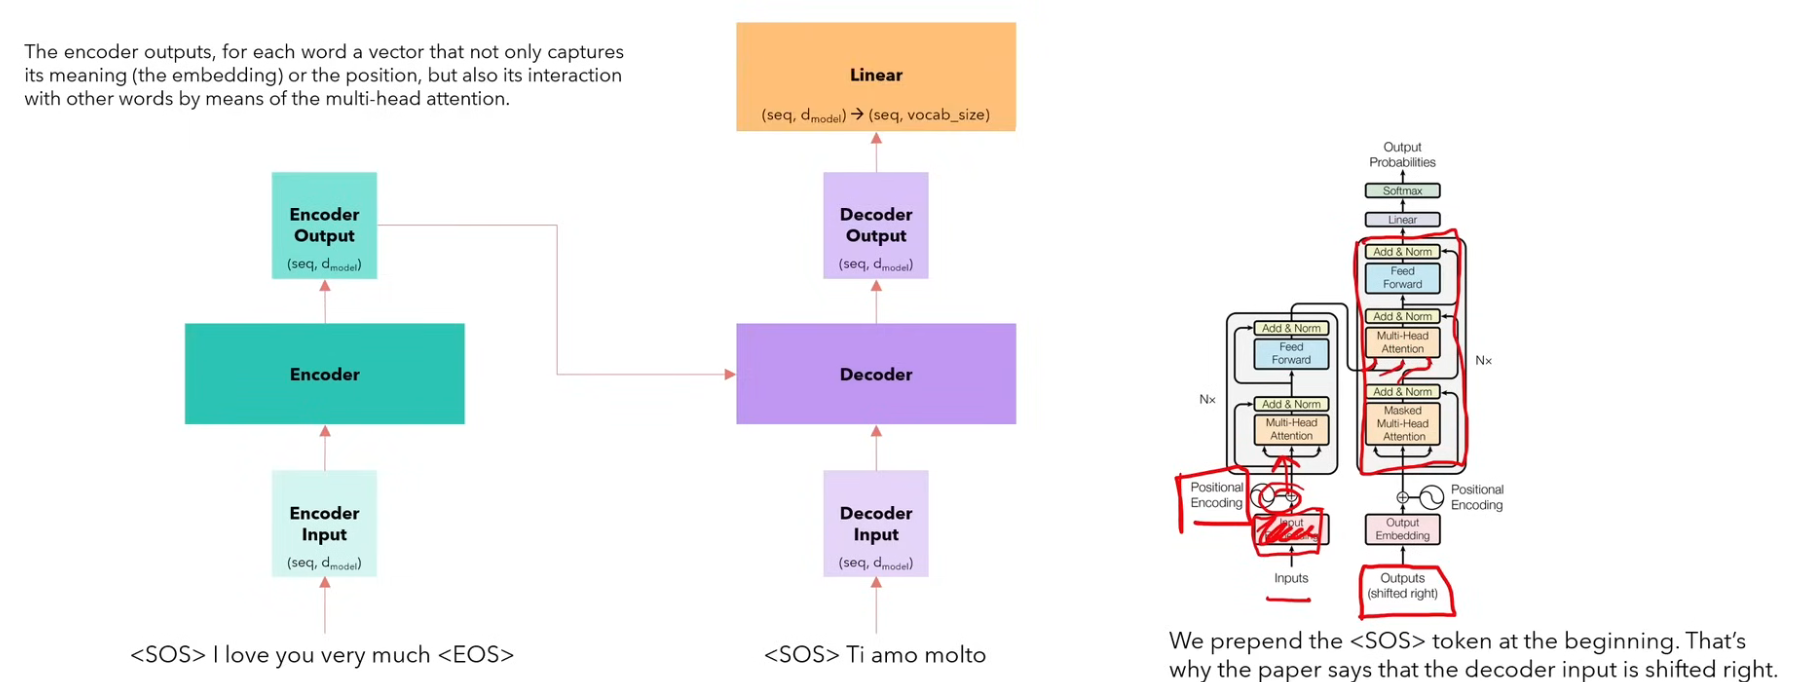 The encoder outputs, for each word a vector that not only captures
its meaning (the embedding) or the position, but also its interaction
with other words by means of the multi-head attention.
Linear
(seq, dmodel) → (seq, vocab_size)
Encoder
Output
(seq, dmodel)
Decoder
Output
(seq, dmodel)
Encoder
Decoder
Encoder
Input
(seq, dmodel)
Decoder
Input
(seq, dmodel)
<SOS> I love you very much <EOS>
<SOS> Ti amo molto
Output
Probabilities
Softmax
Linear
Add & Norm
Feed
Forward
Add & Norm
Multi-Head
Attention
Add & Norm
Masked
Multi-Head
Attention
Nx
Add & Norm
Feed
Forward
Add & Norm
Multi-Head
Attention
Nx
Positional
Encoding
Input
Positional
Encoding
Output
Embedding
Inputs
Outputs
(shifted right)
We prepend the <SOS> token at the beginning. That's
why the paper says that the decoder input is shifted right.